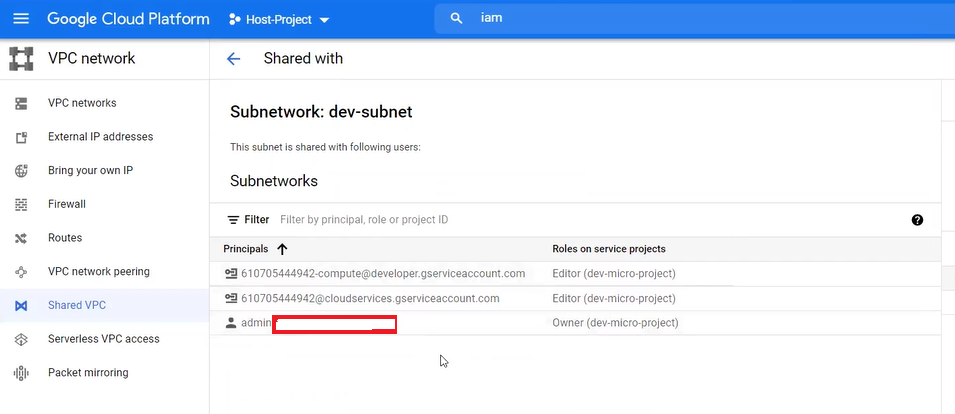 Google Cloud Platform Host-Project iam
VPC network
Shared with
VPC networks
External IP addresses
Bring your own IP
Firewall
Routes
VPC network peering
Shared VPC
Serverless VPC access
Packet mirroring
Subnetwork: dev-subnet
This subnet is shared with following users:
Subnetworks
Filter Filter by principal, role or project ID
Principals Roles on service projects
610705444942-compute@developer.gserviceaccount.com Editor (dev-micro-project)
610705444942@cloudservices.gserviceaccount.com Editor (dev-micro-project)
admin Owner (dev-micro-project)